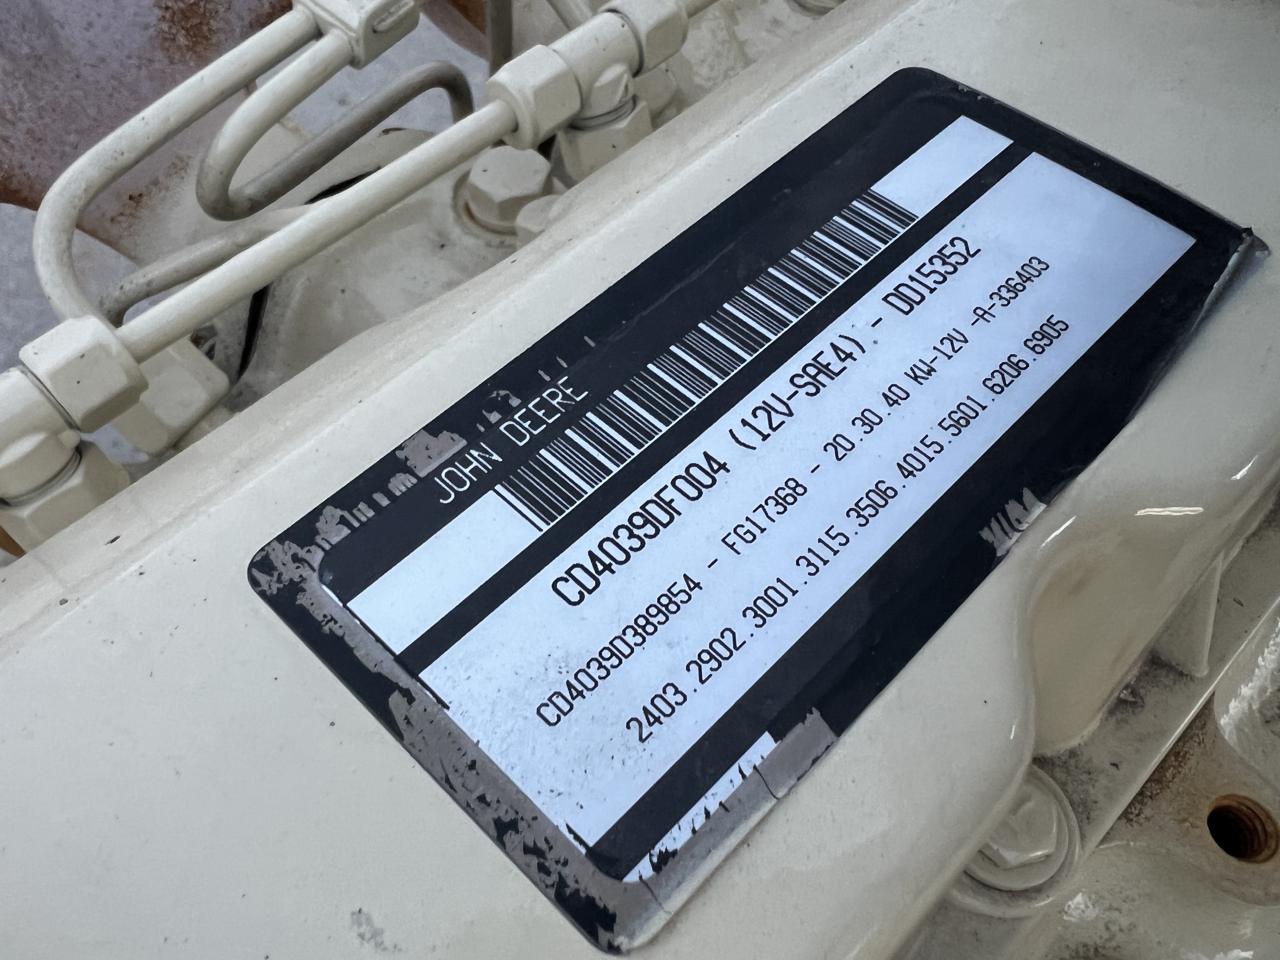 JOHN DEERE
CD4039DF004 (12V-SAE4) - DD15352
CD4039D389854 - FG17368 - 20.30.40 KW-12V -A-336403
2403.2902.3001.3115.3506.4015.5601.6206.6905